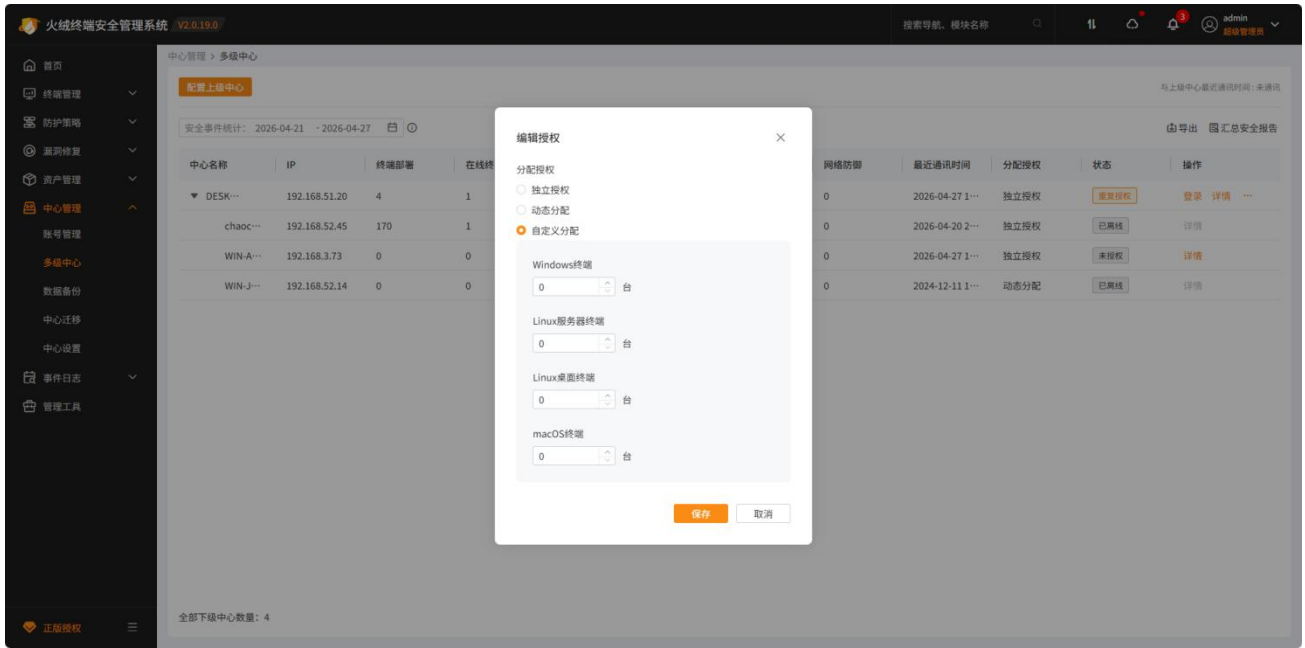 火绒终端安全管理系统 V2.0.19.0 搜索导航、模块名称 3 admin 超级管理员
首页
终端管理
防护策略
漏洞修复
资产管理
中心管理
账号管理
多级中心
数据备份
中心迁移
中心设置
事件日志
管理工具
正版授权
中心管理 > 多级中心
配置上级中心 与上级中心最近通讯时间:未通讯
安全事件统计: 2026-04-21 - 2026-04-27 导出 汇总安全报告
中心名称 IP 终端部署 在线终 网络防御 最近通讯时间 分配授权 状态 操作
DESK··· 192.168.51.20 4 1 0 2026-04-27 1··· 独立授权 重复授权 登录 详情 ···
chaoc··· 192.168.52.45 170 1 0 2026-04-20 2··· 独立授权 已离线 详情
WIN-A··· 192.168.3.73 0 0 0 2026-04-27 1··· 独立授权 未授权 详情
WIN-J··· 192.168.52.14 0 0 0 2024-12-11 1··· 动态分配 已离线 详情
全部下级中心数量: 4
编辑授权
分配授权
独立授权
动态分配
自定义分配
Windows终端
0 台
Linux服务器终端
0 台
Linux桌面终端
0 台
macOS终端
0 台
保存 取消